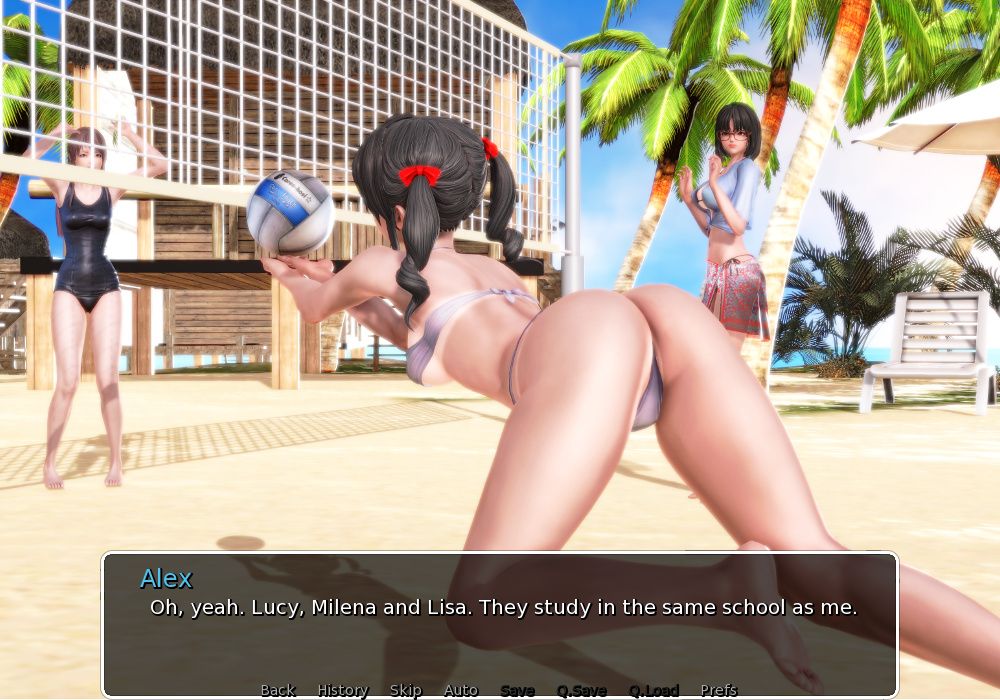 Alex
Oh, yeah. Lucy, Milena and Lisa. They study in the same school as me.
Back History Skip Auto Save Q.Save Q.Load Prefs